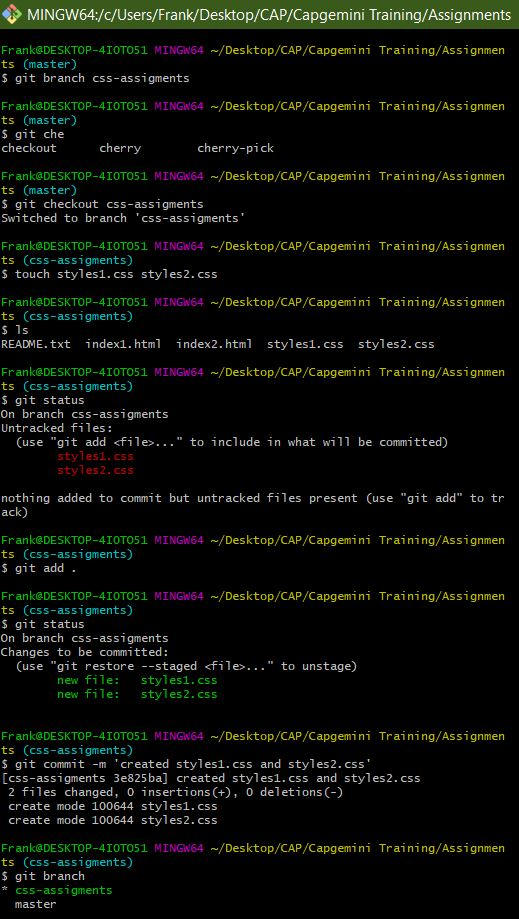 MINGW64:/c/Users/Frank/Desktop/CAP/Capgemini Training/Assignments
Frank@DESKTOP-4IOTO51 MINGW64 ~/Desktop/CAP/Capgemini Training/Assignmen
ts (master)
$ git branch css-assigments
Frank@DESKTOP-4IOTO51 MINGW64 ~/Desktop/CAP/Capgemini Training/Assignmen
ts (master)
$ git che
checkout      cherry        cherry-pick
Frank@DESKTOP-4IOTO51 MINGW64 ~/Desktop/CAP/Capgemini Training/Assignmen
ts (master)
$ git checkout css-assigments
Switched to branch 'css-assigments'
Frank@DESKTOP-4IOTO51 MINGW64 ~/Desktop/CAP/Capgemini Training/Assignmen
ts (css-assigments)
$ touch styles1.css styles2.css
Frank@DESKTOP-4IOTO51 MINGW64 ~/Desktop/CAP/Capgemini Training/Assignmen
ts (css-assigments)
$ ls
README.txt  index1.html  index2.html  styles1.css  styles2.css
Frank@DESKTOP-4IOTO51 MINGW64 ~/Desktop/CAP/Capgemini Training/Assignmen
ts (css-assigments)
$ git status
On branch css-assigments
Untracked files:
  (use "git add <file>..." to include in what will be committed)
        styles1.css
        styles2.css
nothing added to commit but untracked files present (use "git add" to tr
ack)
Frank@DESKTOP-4IOTO51 MINGW64 ~/Desktop/CAP/Capgemini Training/Assignmen
ts (css-assigments)
$ git add .
Frank@DESKTOP-4IOTO51 MINGW64 ~/Desktop/CAP/Capgemini Training/Assignmen
ts (css-assigments)
$ git status
On branch css-assigments
Changes to be committed:
  (use "git restore --staged <file>..." to unstage)
        new file:   styles1.css
        new file:   styles2.css
Frank@DESKTOP-4IOTO51 MINGW64 ~/Desktop/CAP/Capgemini Training/Assignmen
ts (css-assigments)
$ git commit -m 'created styles1.css and styles2.css'
[css-assigments 3e825ba] created styles1.css and styles2.css
 2 files changed, 0 insertions(+), 0 deletions(-)
 create mode 100644 styles1.css
 create mode 100644 styles2.css
Frank@DESKTOP-4IOTO51 MINGW64 ~/Desktop/CAP/Capgemini Training/Assignmen
ts (css-assigments)
$ git branch
* css-assigments
  master